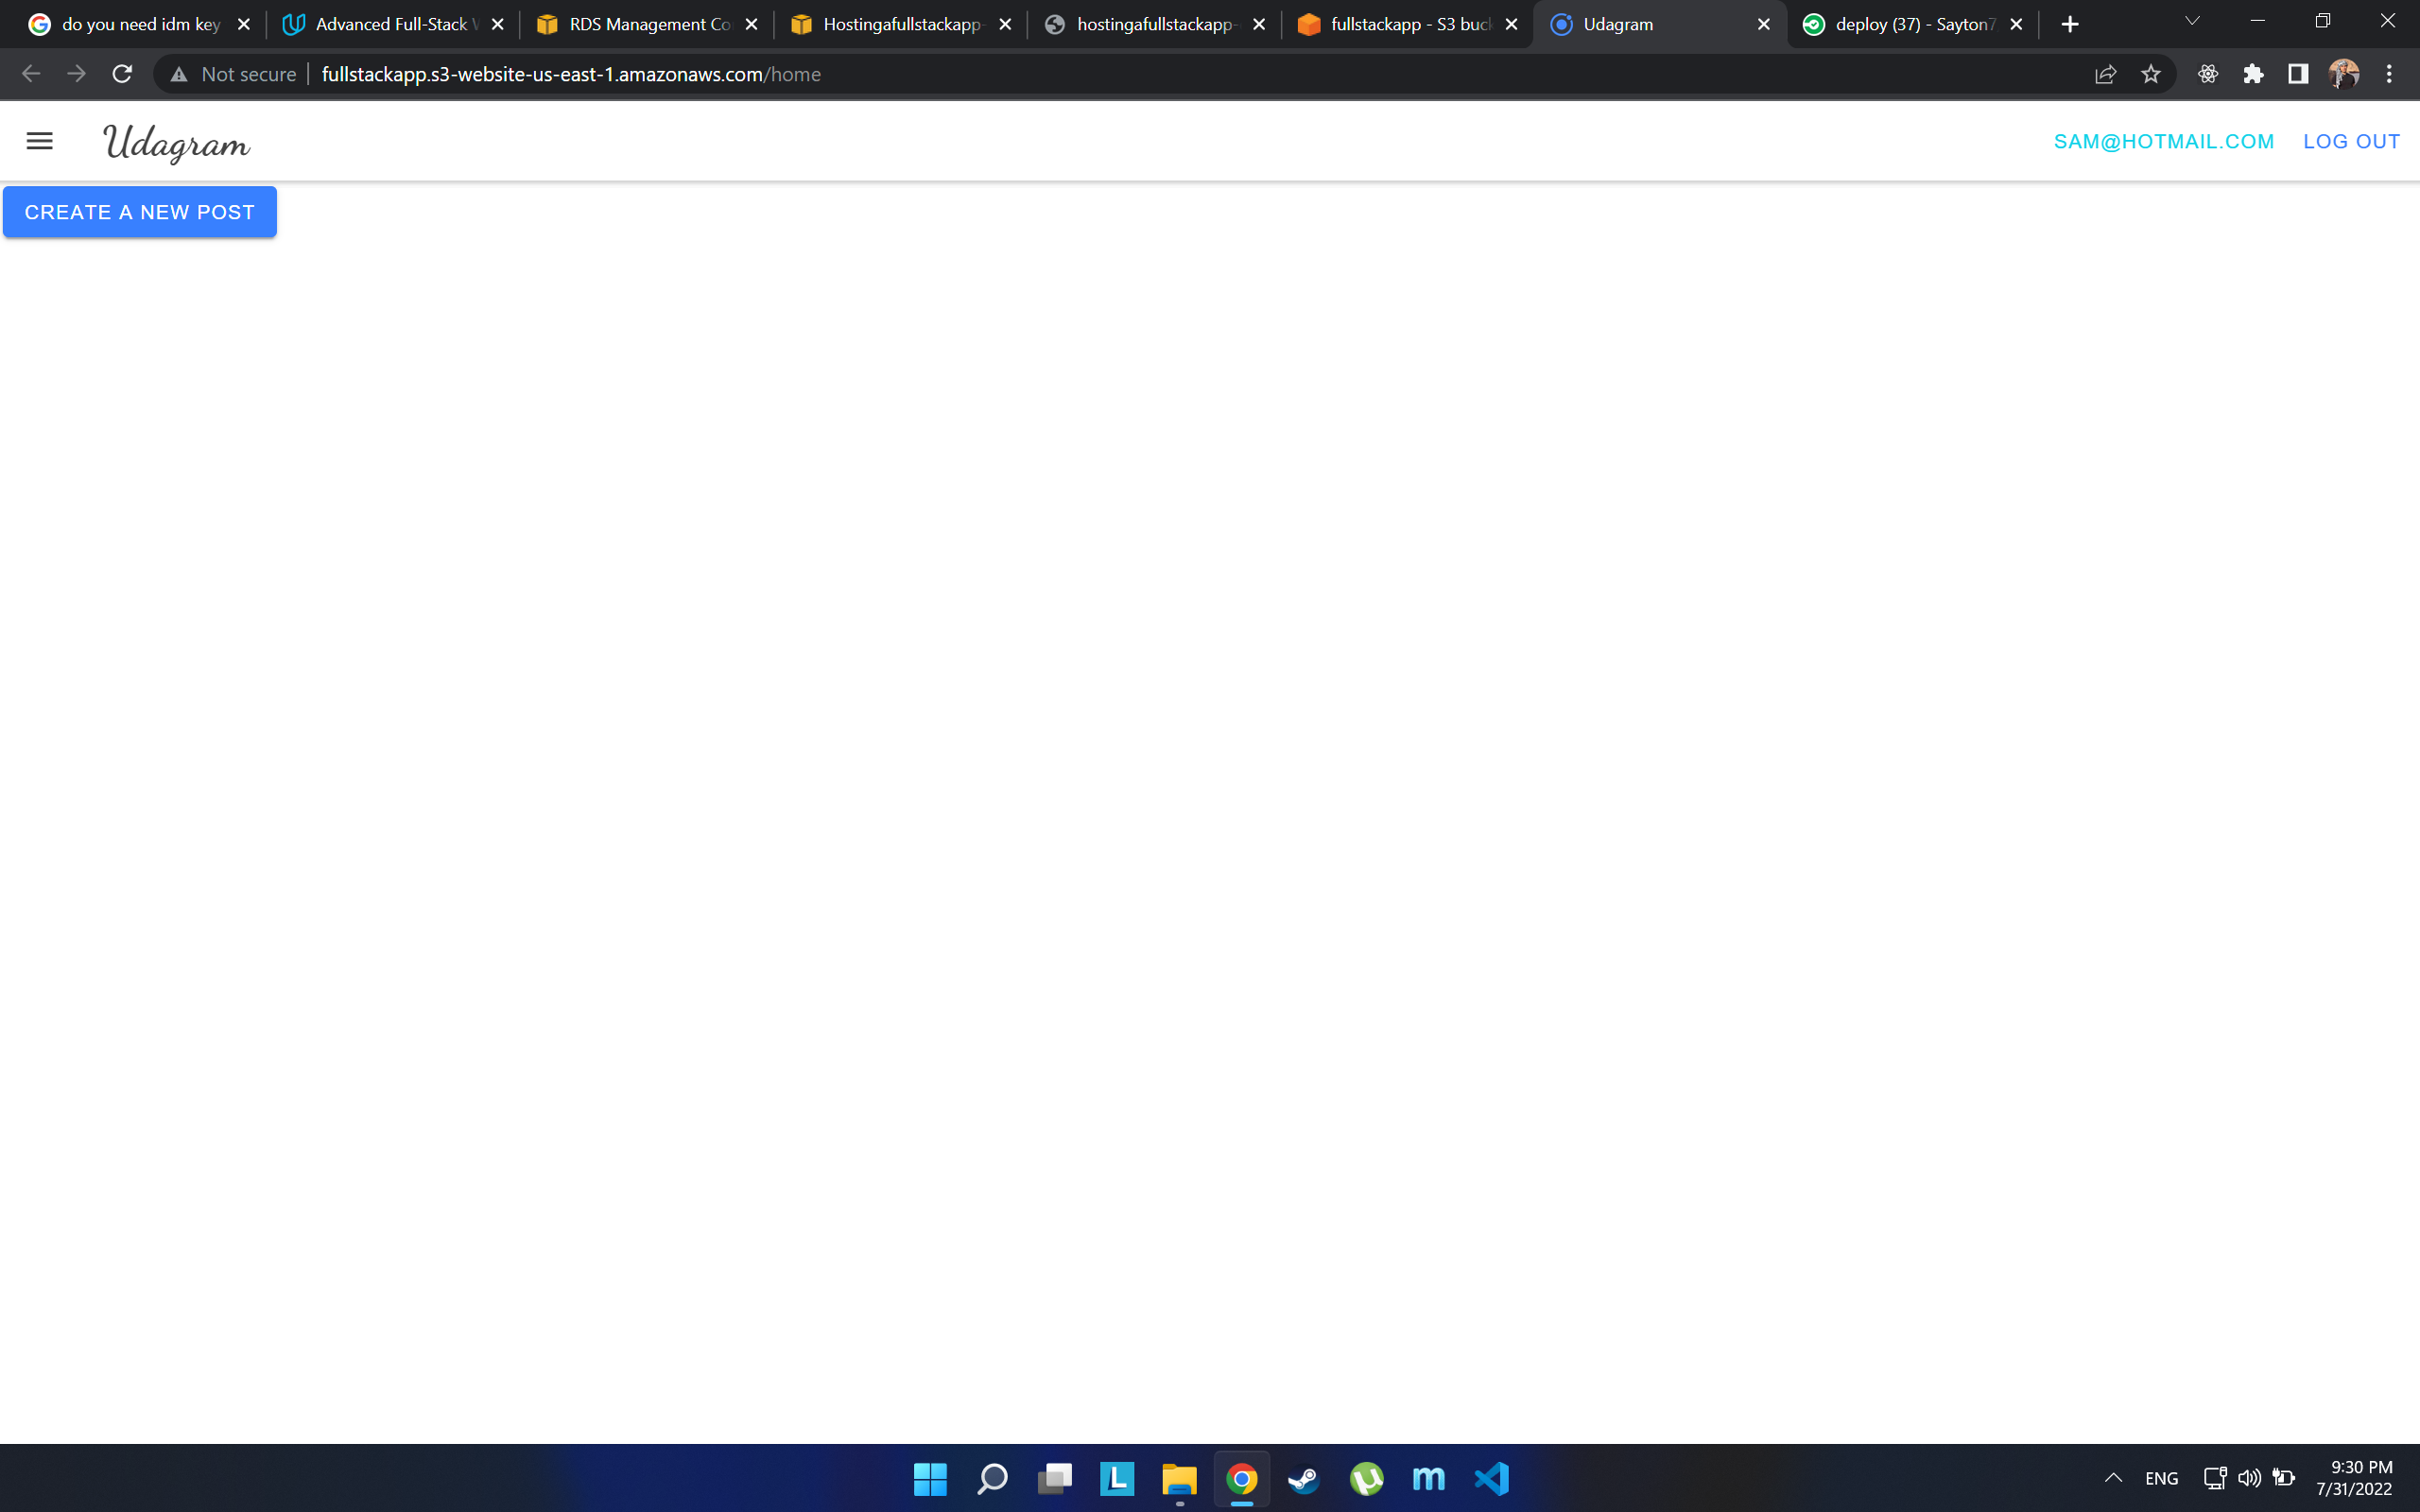 do you need idm key
Advanced Full-Stack
RDS Management Co
Hostingafullstackapp-
hostingafullstackapp-
fullstackapp - S3 buck
Udagram
deploy (37) - Sayton7
Not secure
fullstackapp.s3-website-us-east-1.amazonaws.com/home
Udagram
SAM@HOTMAIL.COM
LOG OUT
CREATE A NEW POST
ENG
9:30 PM
7/31/2022